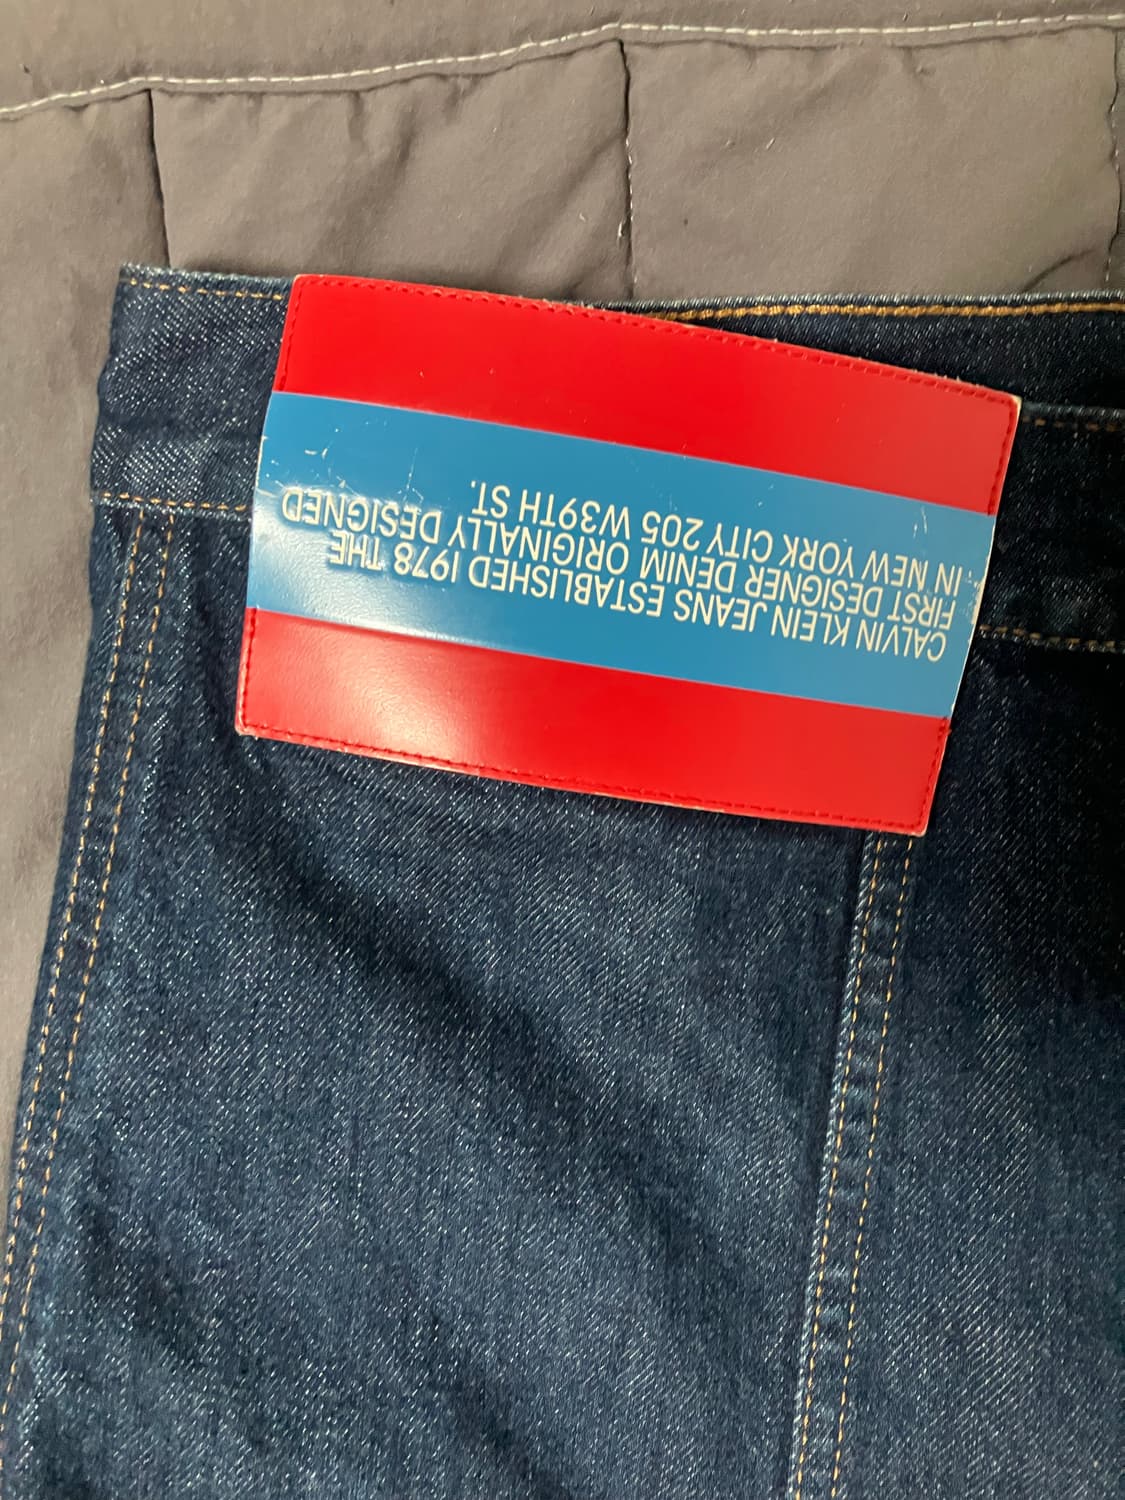 CALVIN KLEIN JEANS ESTABLISHED 1978 THE
FIRST DESIGNER DENIM ORIGINALLY DESIGNED
IN NEW YORK CITY 205 W39TH ST.